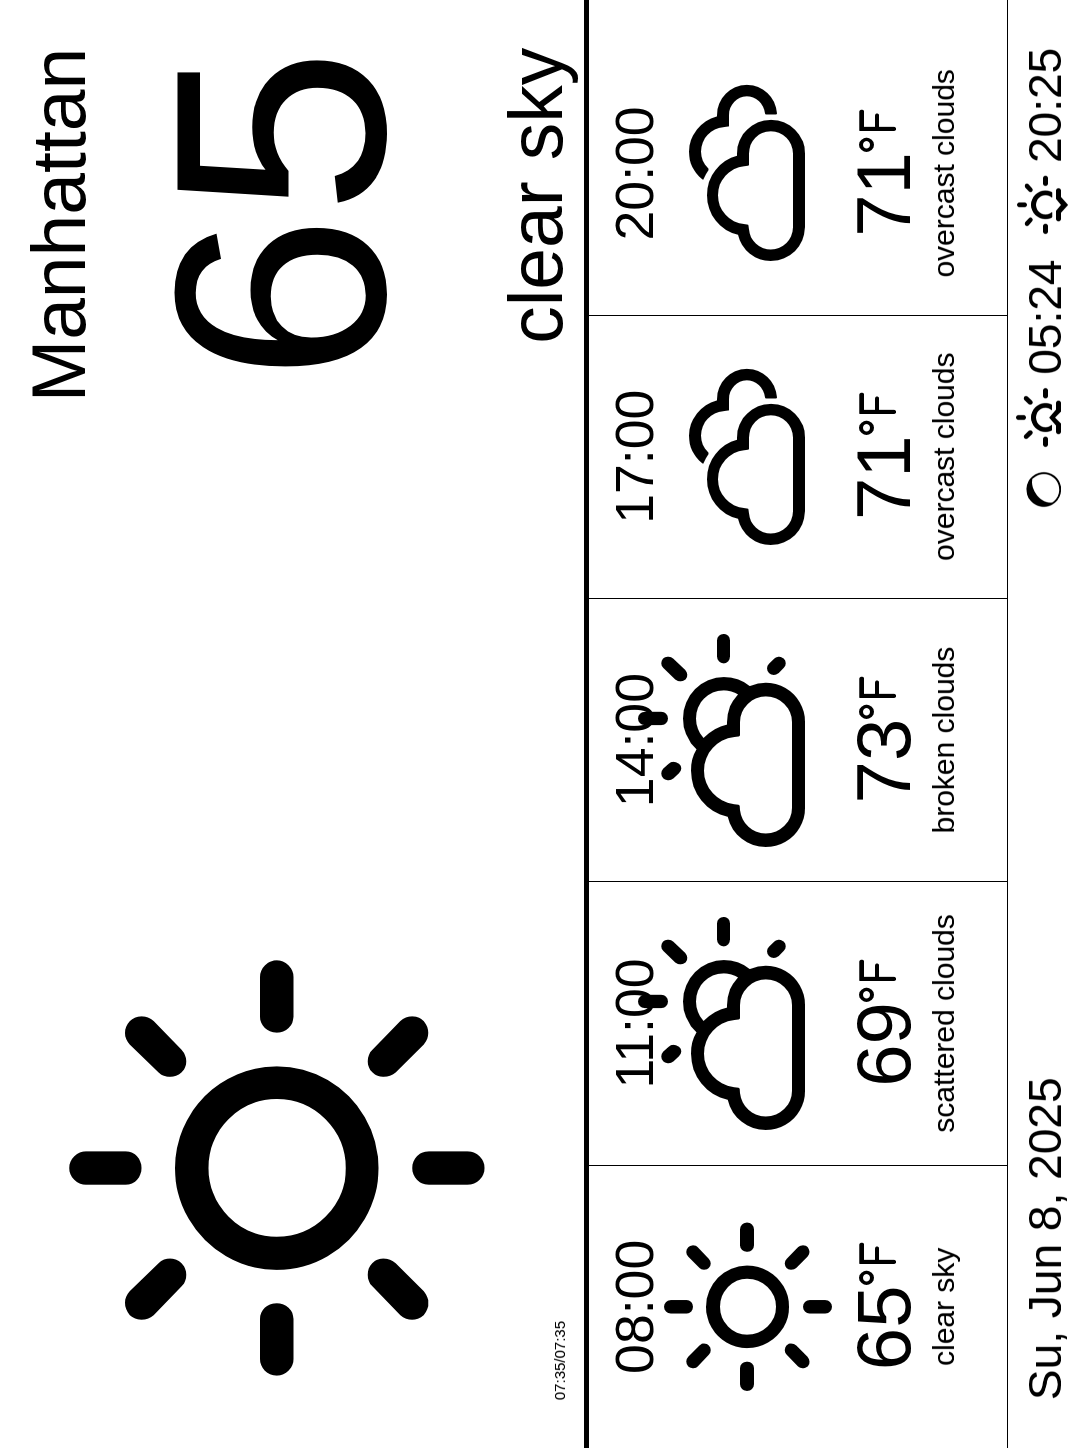 Manhattan
65
clear sky
07:35/07:35
08:00
65°F
clear sky
11:00
69°F
scattered clouds
14:00
73°F
broken clouds
17:00
71°F
overcast clouds
20:00
71°F
overcast clouds
Su, Jun 8, 2025
05:24
20:25